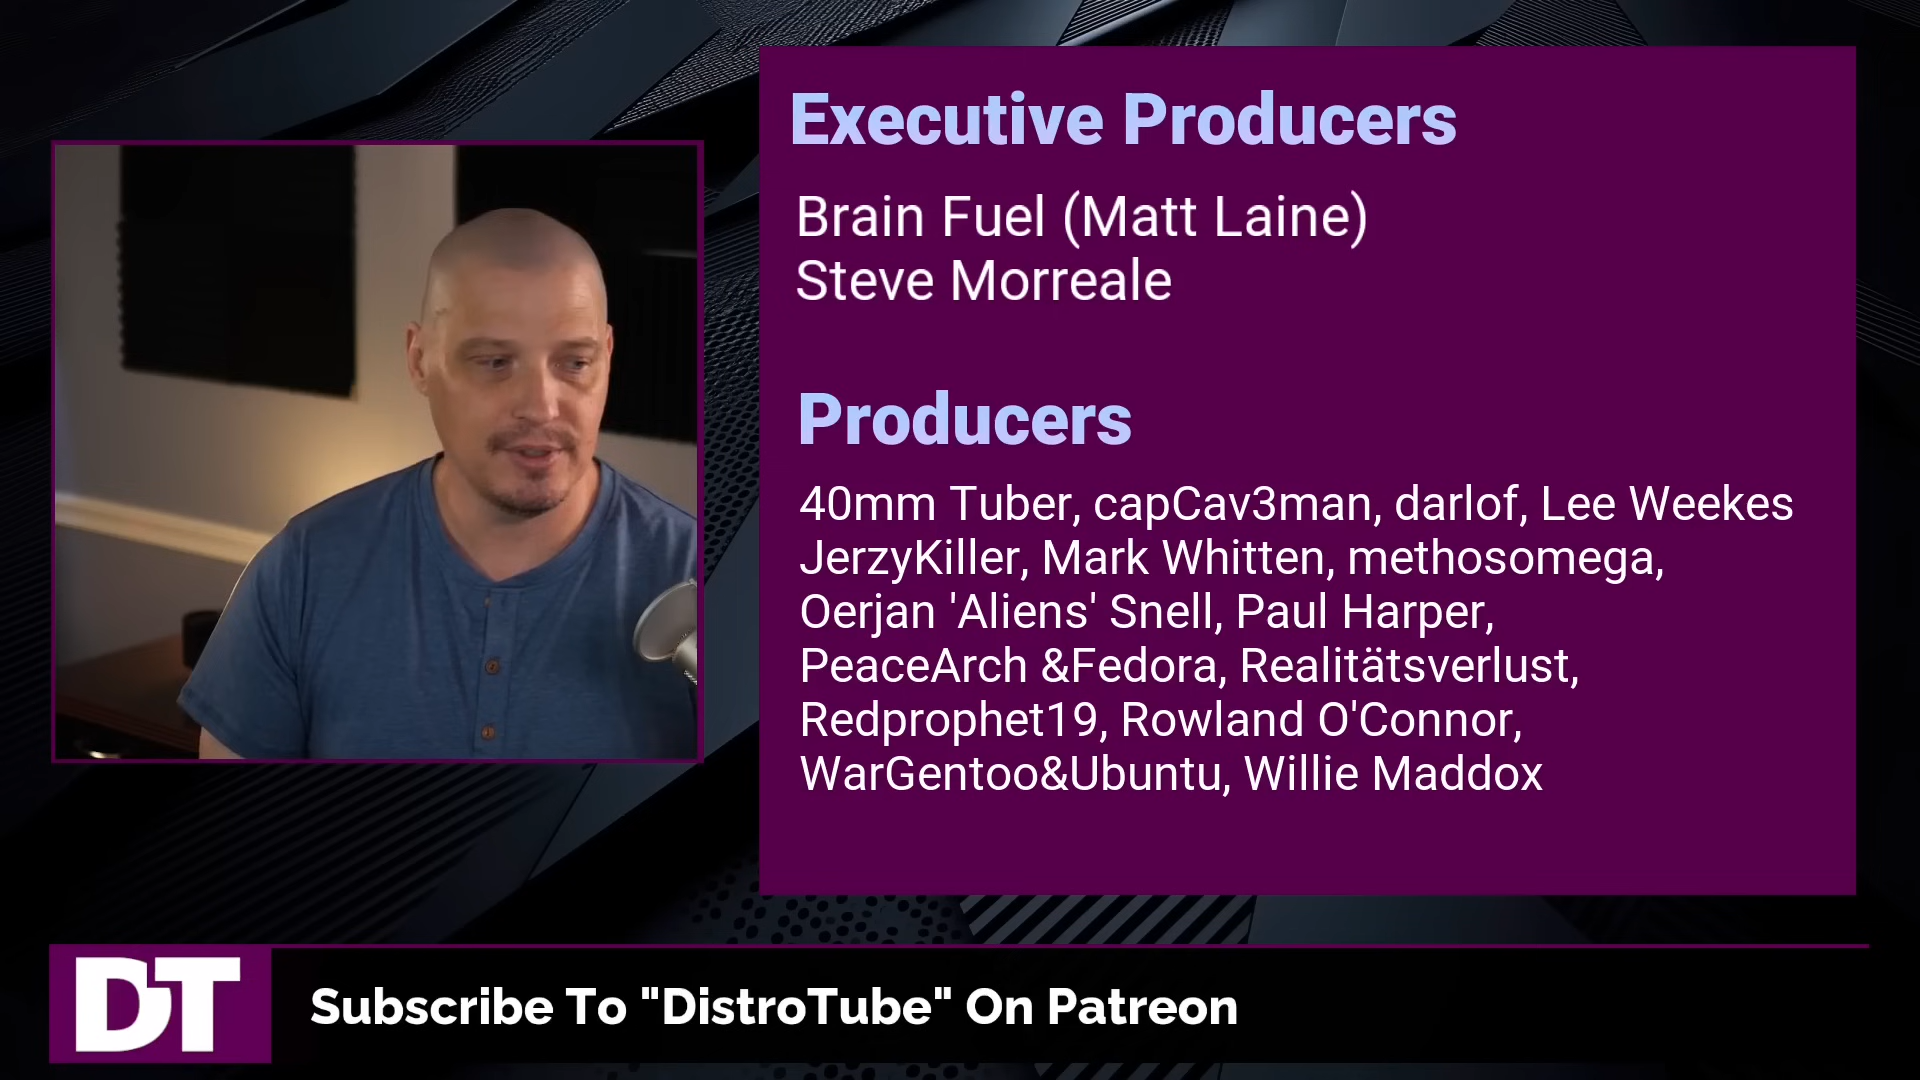 Executive Producers
Brain Fuel (Matt Laine)
Steve Morreale
Producers
40mm Tuber, capCav3man, darlof, Lee Weekes
JerzyKiller, Mark Whitten, methosomega,
Oerjan 'Aliens' Snell, Paul Harper,
PeaceArch &Fedora, Realitätsverlust,
Redprophet19, Rowland O'Connor,
WarGentoo&Ubuntu, Willie Maddox
DT
Subscribe To "DistroTube" On Patreon